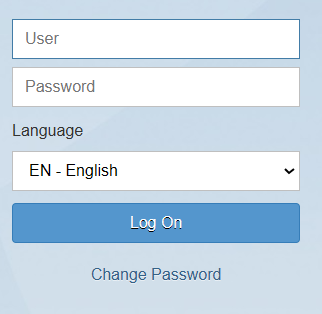 User
Password
Language
EN - English
Log On
Change Password